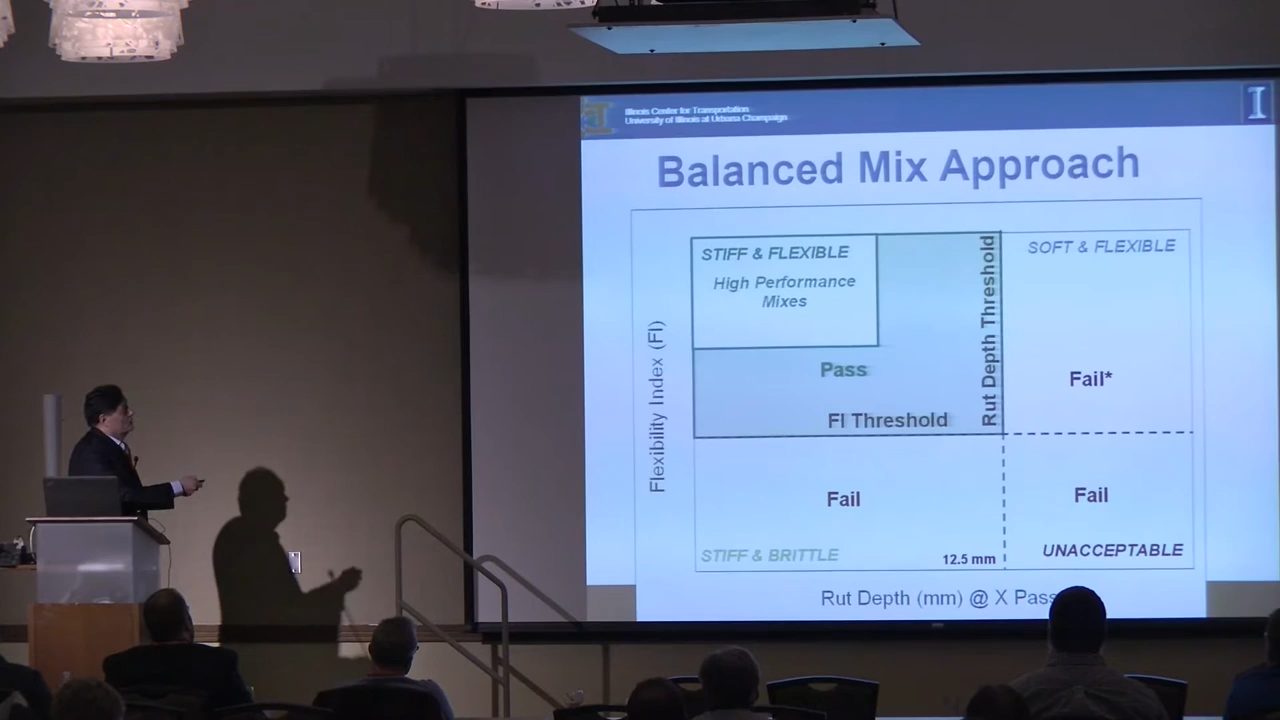 Illinois Center for Transportation
University of Illinois at Urbana Champaign
I
Balanced Mix Approach
STIFF & FLEXIBLE
High Performance
Mixes
SOFT & FLEXIBLE
Rut Depth Threshold
Flexibility Index (FI)
Pass
Fail*
FI Threshold
Fail
Fail
STIFF & BRITTLE
12.5 mm
UNACCEPTABLE
Rut Depth (mm) @ X